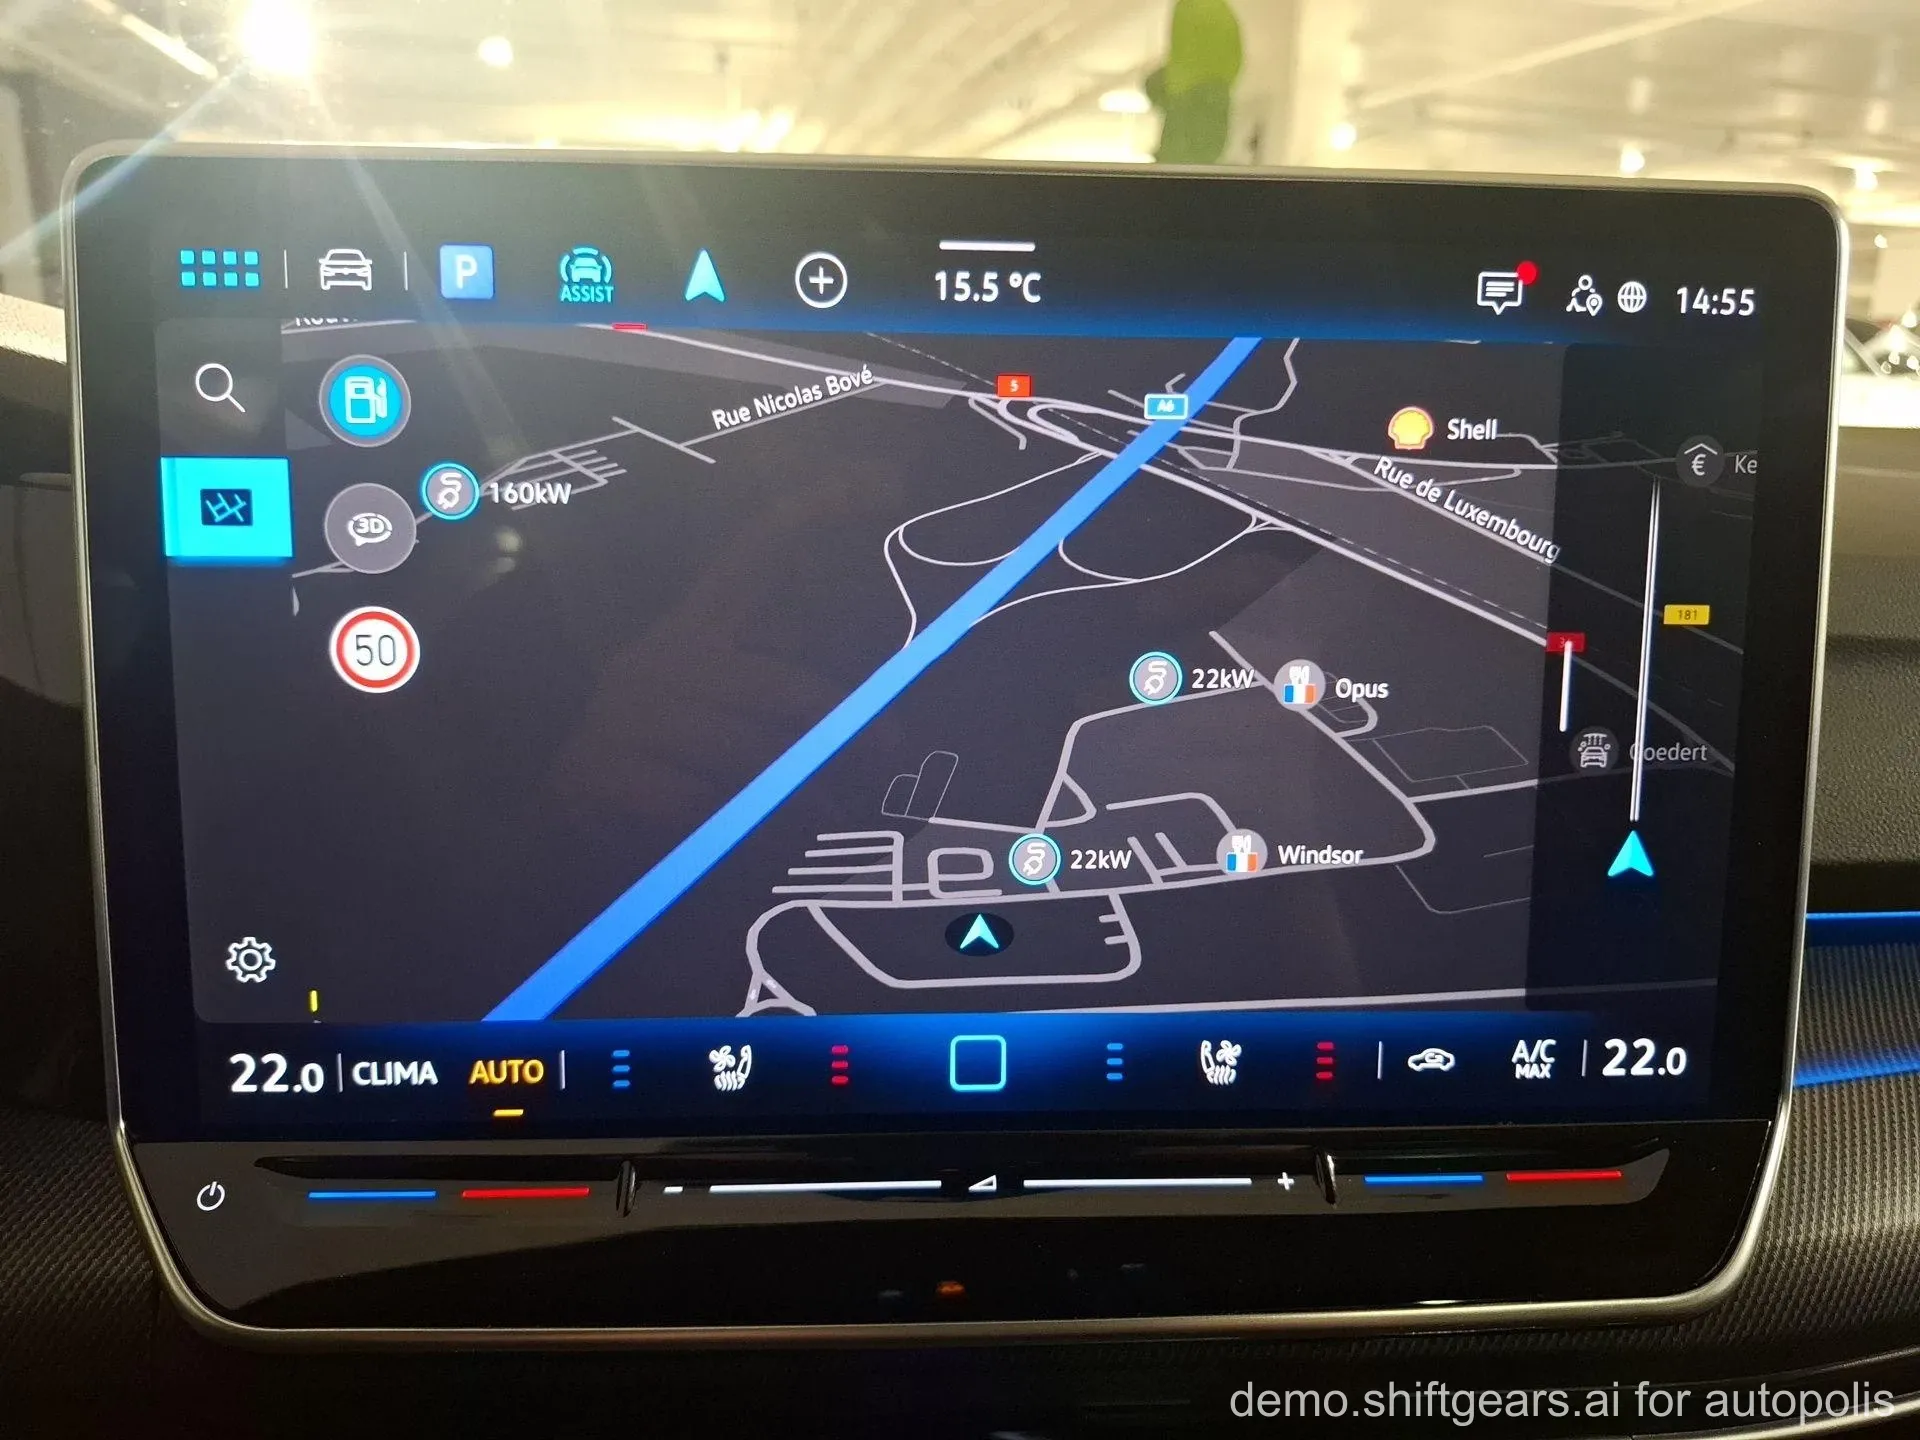 P
ASSIST
15.5 °C
14:55
Rue Nicolas Bové
5
A6
Shell
Ke
Rue de Luxembourg
3D
160kW
50
181
22kW
Opus
Goedert
22kW
Windsor
22.0
CLIMA
AUTO
A/C
MAX
22.0
- +
demo.shiftgears.ai for autopolis